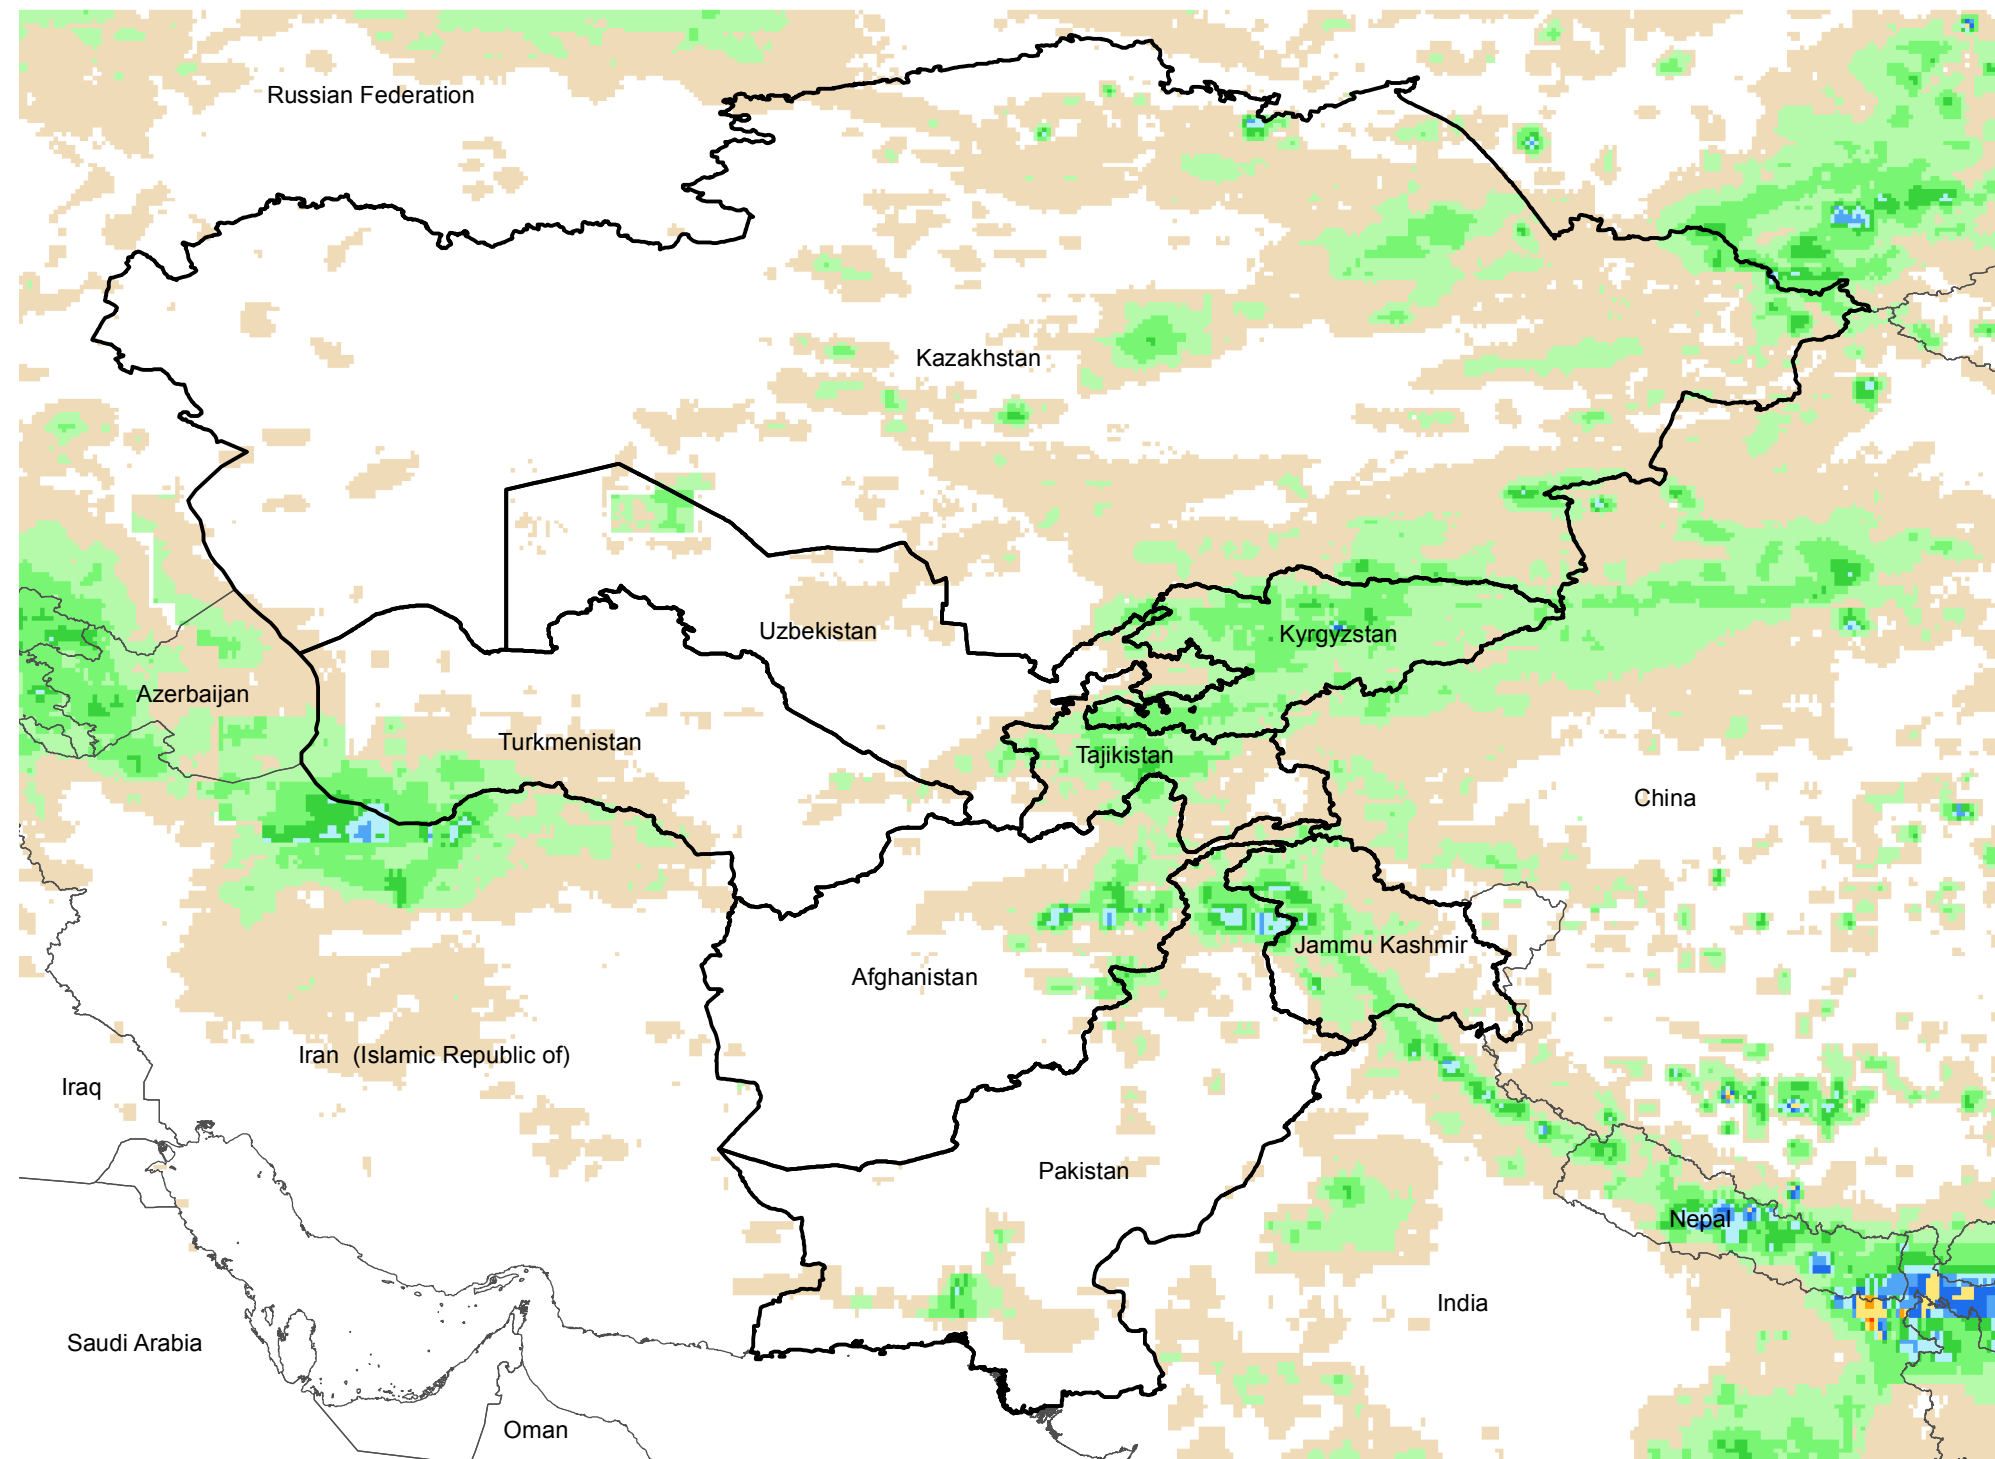 Russian Federation
Kazakhstan
Uzbekistan
Kyrgyzstan
Azerbaijan
Turkmenistan
Tajikistan
China
Jammu Kashmir
Afghanistan
Iran  (Islamic Republic of)
Iraq
Pakistan
Nepal
India
Saudi Arabia
Oman